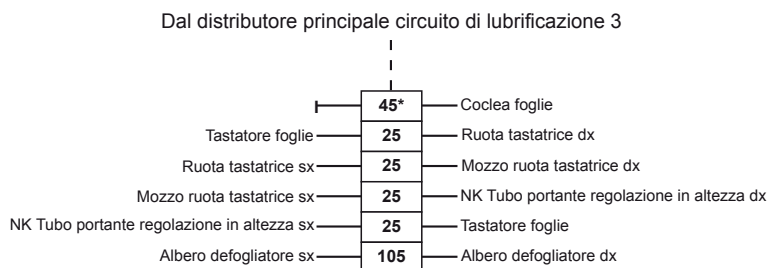 Dal distributore principale circuito di lubrificazione 3
45* Coclea foglie
Tastatore foglie 25 Ruota tastatrice dx
Ruota tastatrice sx 25 Mozzo ruota tastatrice dx
Mozzo ruota tastatrice sx 25 NK Tubo portante regolazione in altezza dx
NK Tubo portante regolazione in altezza sx 25 Tastatore foglie
Albero defogliatore sx 105 Albero defogliatore dx